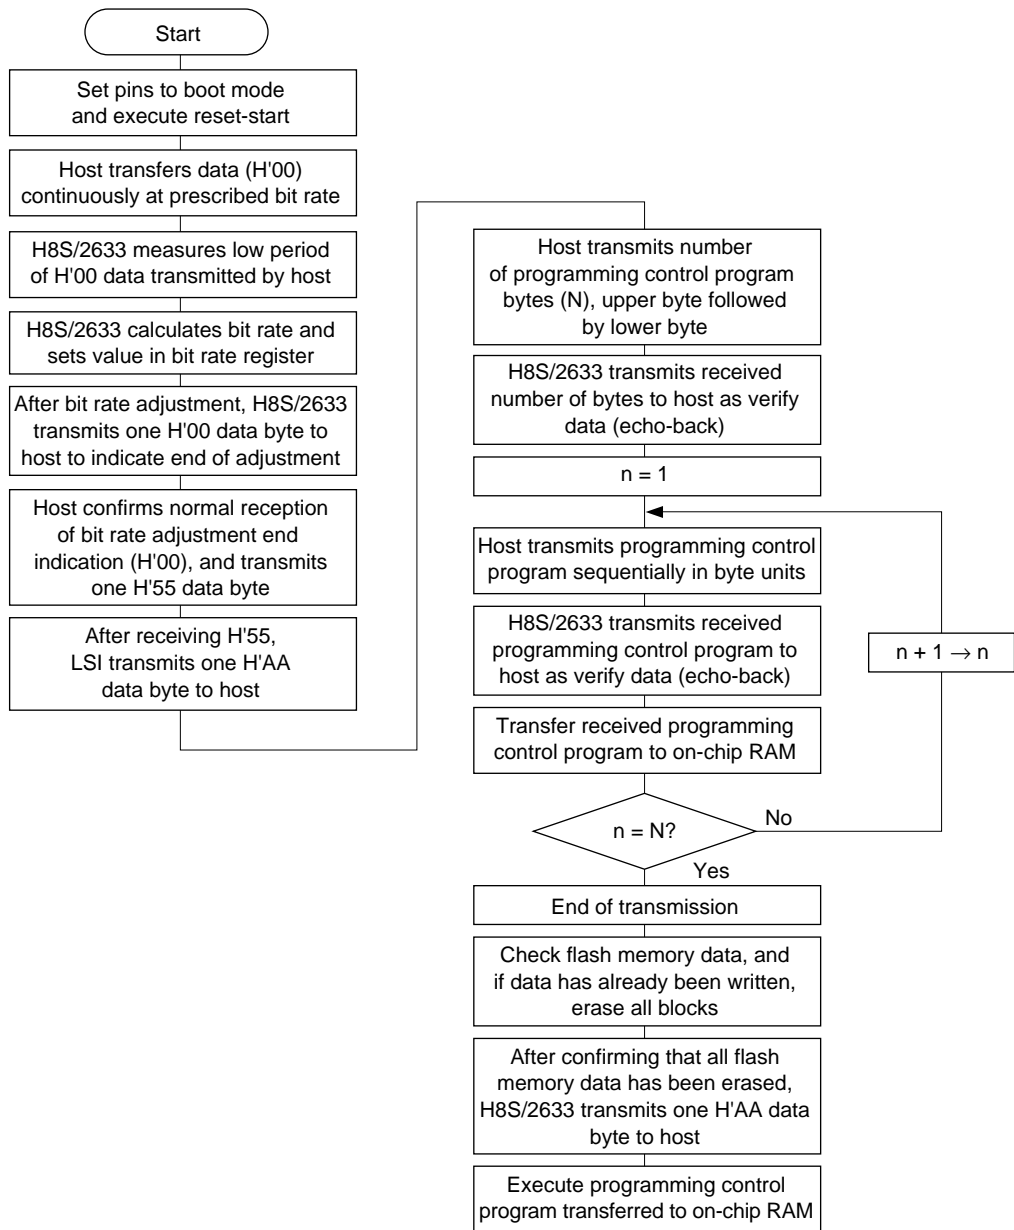 Start
Set pins to boot mode
and execute reset-start
Host transfers data (H'00)
continuously at prescribed bit rate
H8S/2633 measures low period
of H'00 data transmitted by host
H8S/2633 calculates bit rate and
sets value in bit rate register
After bit rate adjustment, H8S/2633
transmits one H'00 data byte to
host to indicate end of adjustment
Host confirms normal reception
of bit rate adjustment end
indication (H'00), and transmits
one H'55 data byte
After receiving H'55,
LSI transmits one H'AA
data byte to host
Host transmits number
of programming control program
bytes (N), upper byte followed
by lower byte
H8S/2633 transmits received
number of bytes to host as verify
data (echo-back)
n = 1
Host transmits programming control
program sequentially in byte units
H8S/2633 transmits received
programming control program to
host as verify data (echo-back)
n + 1 → n
Transfer received programming
control program to on-chip RAM
n = N?
No
Yes
End of transmission
Check flash memory data, and
if data has already been written,
erase all blocks
After confirming that all flash
memory data has been erased,
H8S/2633 transmits one H'AA data
byte to host
Execute programming control
program transferred to on-chip RAM